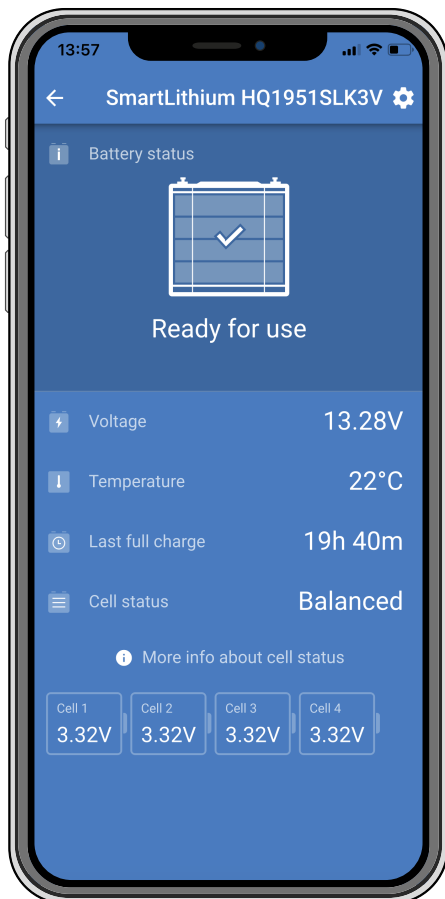 13:57
SmartLithium HQ1951SLK3V
Battery status
Ready for use
Voltage 13.28V
Temperature 22°C
Last full charge 19h 40m
Cell status Balanced
More info about cell status
Cell 1 Cell 2 Cell 3 Cell 4
3.32V 3.32V 3.32V 3.32V